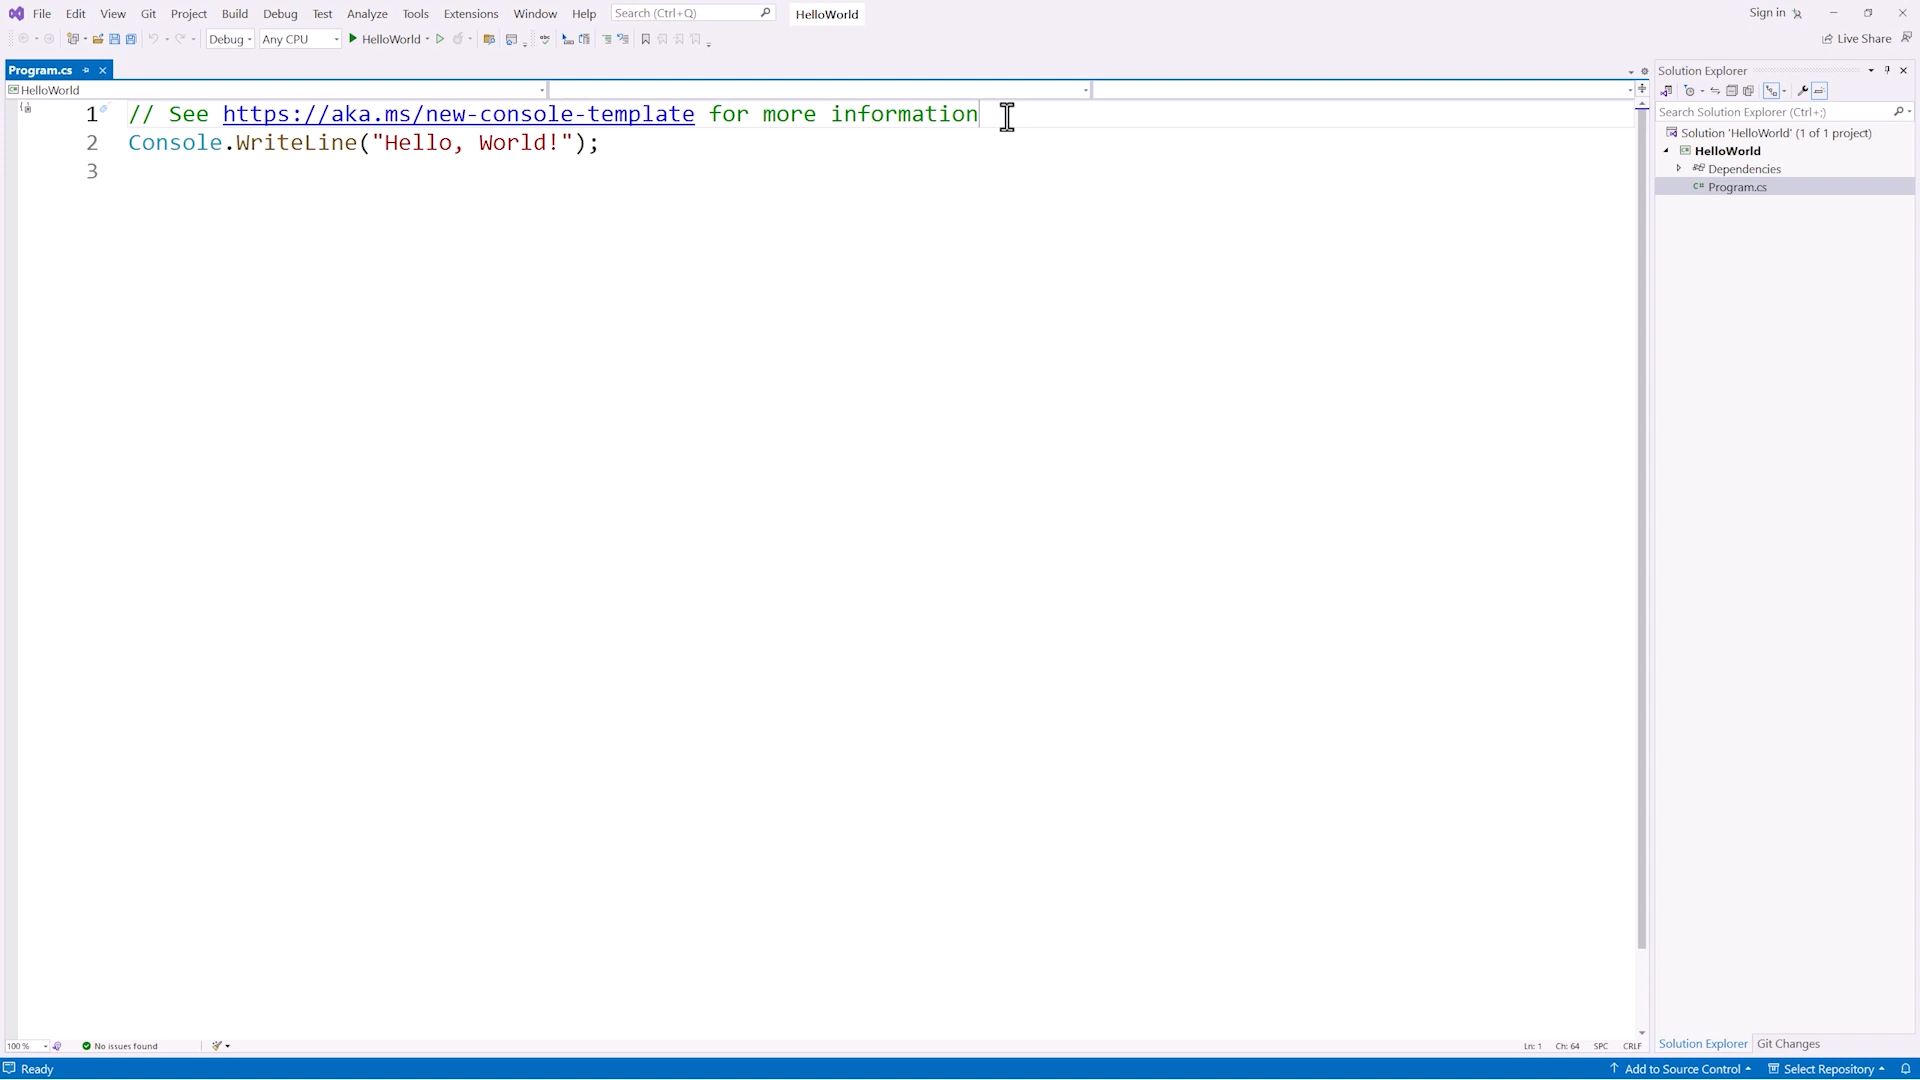 File Edit View Git Project Build Debug Test Analyze Tools Extensions Window Help Search (Ctrl+Q) HelloWorld Sign in
Debug Any CPU HelloWorld Live Share
Program.cs
Solution Explorer
HelloWorld
Search Solution Explorer (Ctrl+;)
1 // See https://aka.ms/new-console-template for more information
2 Console.WriteLine("Hello, World!");
3
Solution 'HelloWorld' (1 of 1 project)
HelloWorld
Dependencies
C# Program.cs
100 % No issues found Ln: 1 Ch: 64 SPC CRLF
Solution Explorer Git Changes
Ready Add to Source Control Select Repository